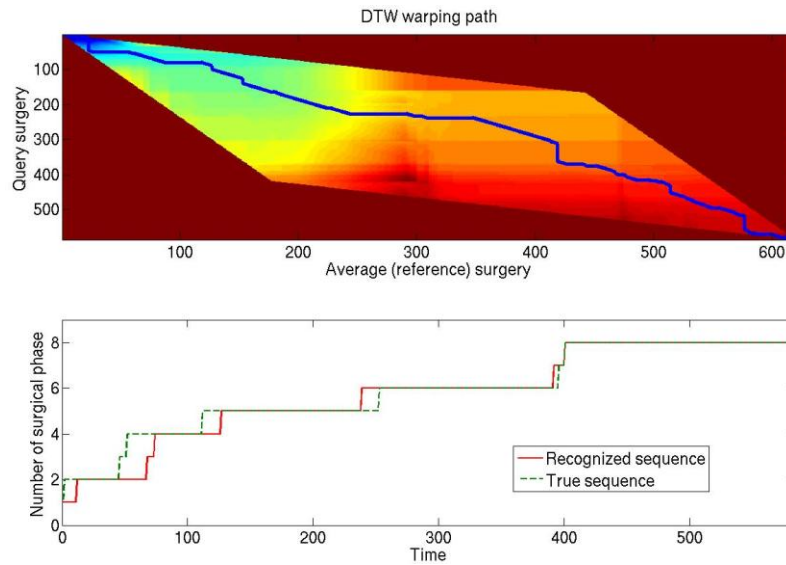 DTW warping path
100
200
300
400
500
Query surgery
100 200 300 400 500 600
Average (reference) surgery
8
6
4
2
0
Number of surgical phase
Recognized sequence
True sequence
0 100 200 300 400 500
Time